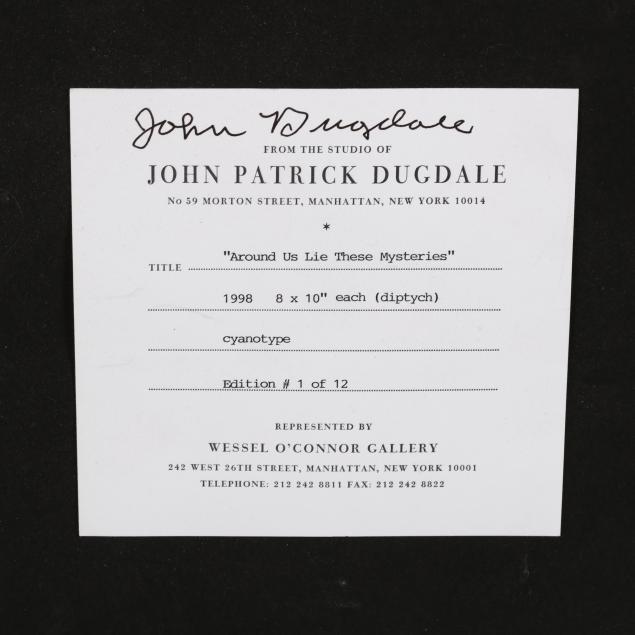 John Dugdale
FROM THE STUDIO OF
JOHN PATRICK DUGDALE
No 59 MORTON STREET, MANHATTAN, NEW YORK 10014
*
TITLE "Around Us Lie These Mysteries"
1998 8 x 10" each (diptych)
cyanotype
Edition # 1 of 12
REPRESENTED BY
WESSEL O'CONNOR GALLERY
242 WEST 26TH STREET, MANHATTAN, NEW YORK 10001
TELEPHONE: 212 242 8811 FAX: 212 242 8822